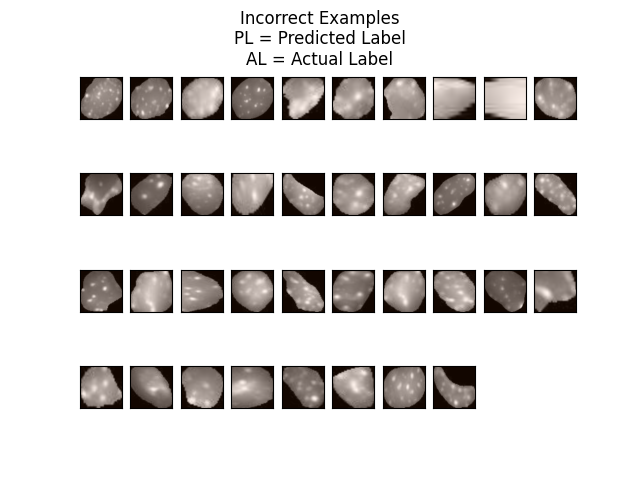 Incorrect Examples
PL = Predicted Label
AL = Actual Label